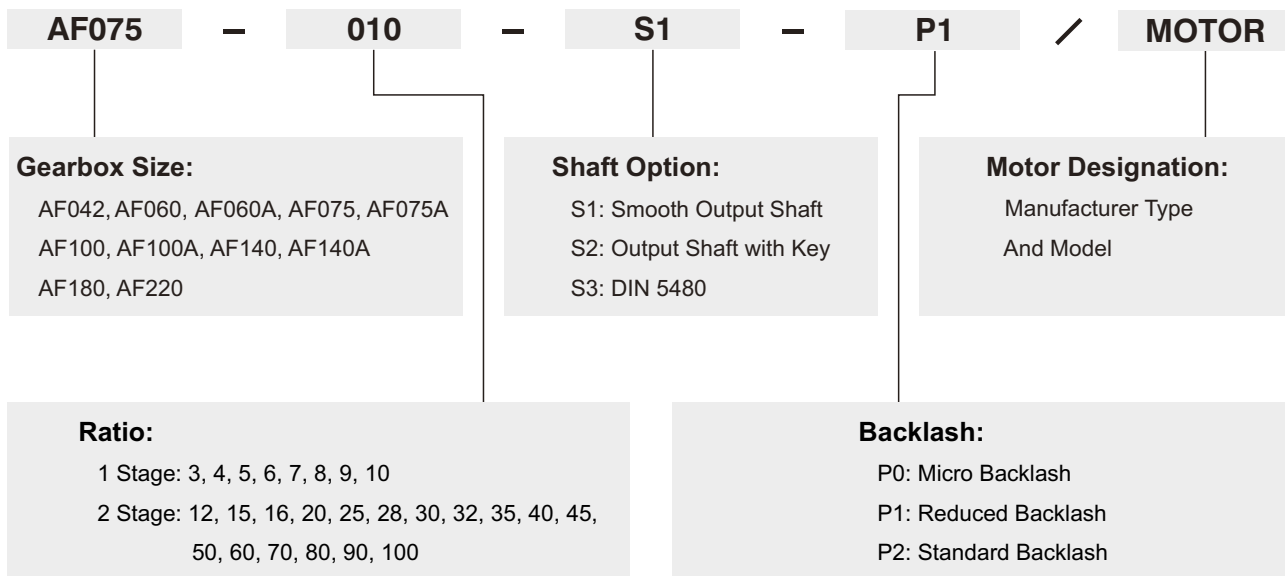 AF075 – 010 – S1 – P1 / MOTOR
Gearbox Size:
AF042, AF060, AF060A, AF075, AF075A
AF100, AF100A, AF140, AF140A
AF180, AF220
Shaft Option:
S1: Smooth Output Shaft
S2: Output Shaft with Key
S3: DIN 5480
Motor Designation:
Manufacturer Type
And Model
Ratio:
1 Stage: 3, 4, 5, 6, 7, 8, 9, 10
2 Stage: 12, 15, 16, 20, 25, 28, 30, 32, 35, 40, 45,
50, 60, 70, 80, 90, 100
Backlash:
P0: Micro Backlash
P1: Reduced Backlash
P2: Standard Backlash